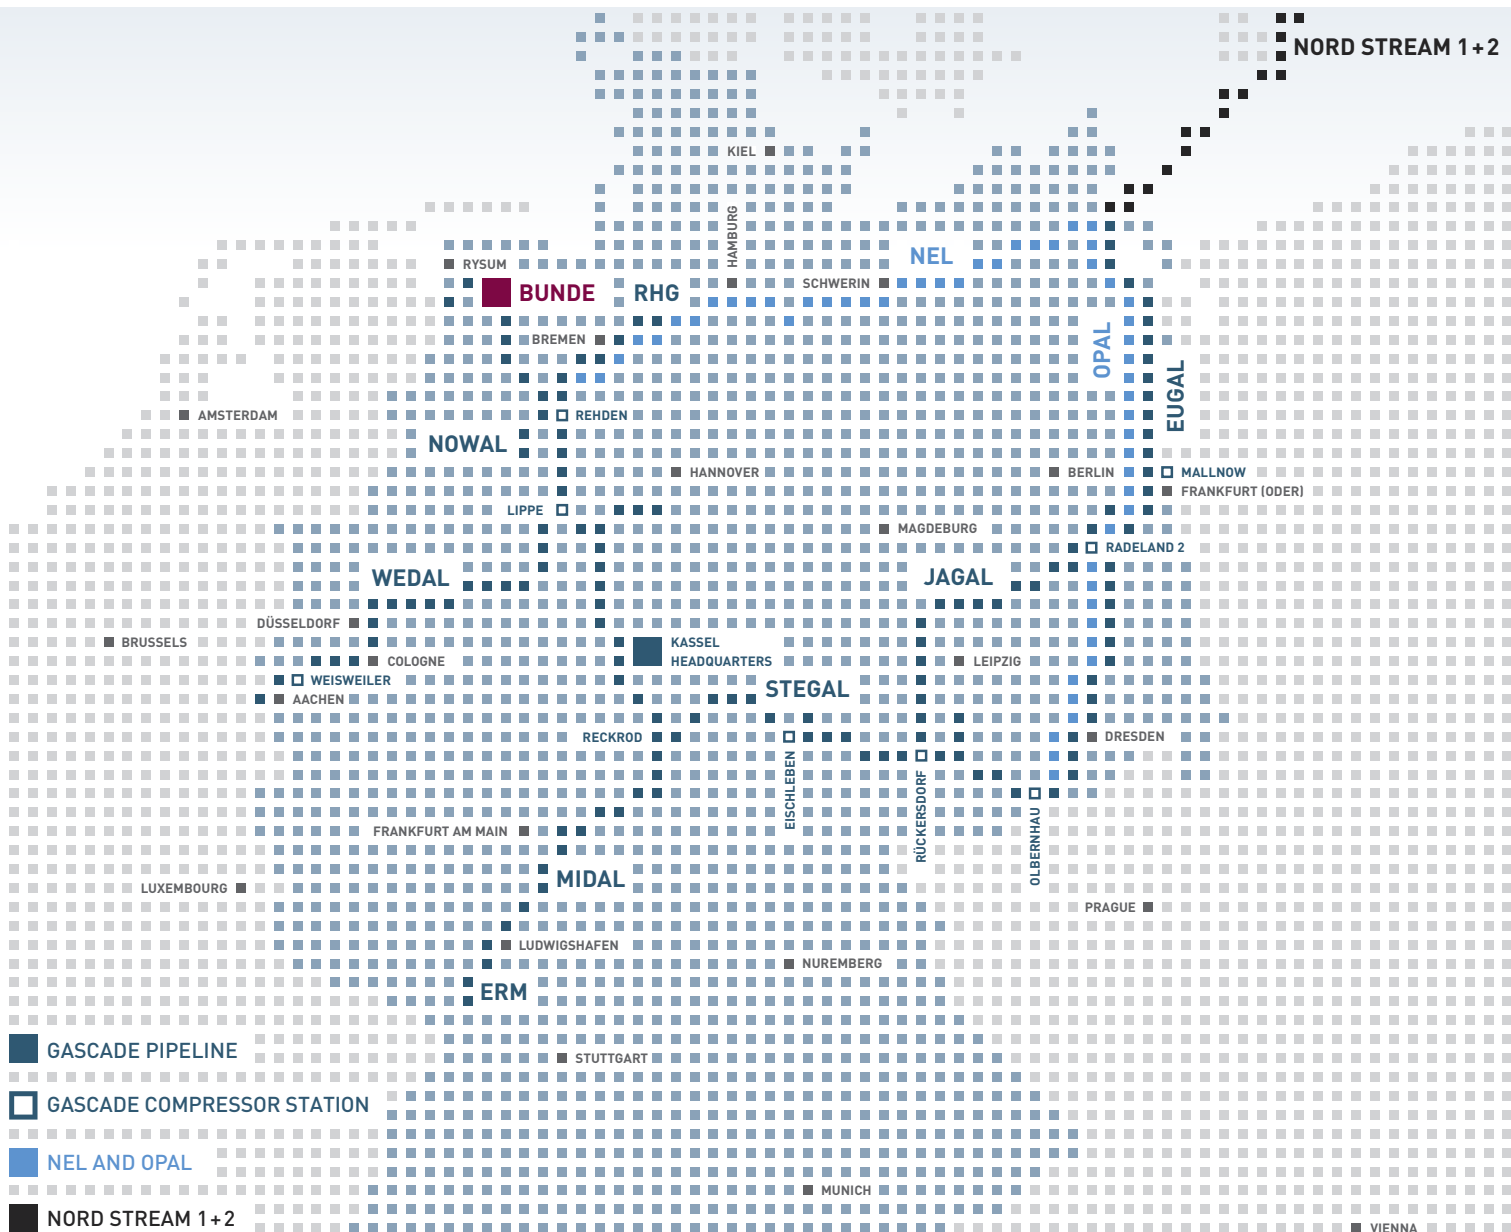 NORD STREAM 1+2
KIEL
HAMBURG
NEL
RYSUM
SCHWERIN
BUNDE
RHG
BREMEN
OPAL
EUGAL
AMSTERDAM
REHDEN
NOWAL
HANNOVER
BERLIN
MALLNOW
FRANKFURT (ODER)
LIPPE
MAGDEBURG
RADELAND 2
WEDAL
JAGAL
DÜSSELDORF
BRUSSELS
KASSEL
HEADQUARTERS
COLOGNE
LEIPZIG
WEISWEILER
STEGAL
AACHEN
RECKROD
DRESDEN
EISCHLEBEN
RÜCKERSDORF
OLBERNHAU
FRANKFURT AM MAIN
MIDAL
LUXEMBOURG
PRAGUE
LUDWIGSHAFEN
NUREMBERG
ERM
GASCADE PIPELINE
STUTTGART
GASCADE COMPRESSOR STATION
NEL AND OPAL
MUNICH
NORD STREAM 1+2
VIENNA